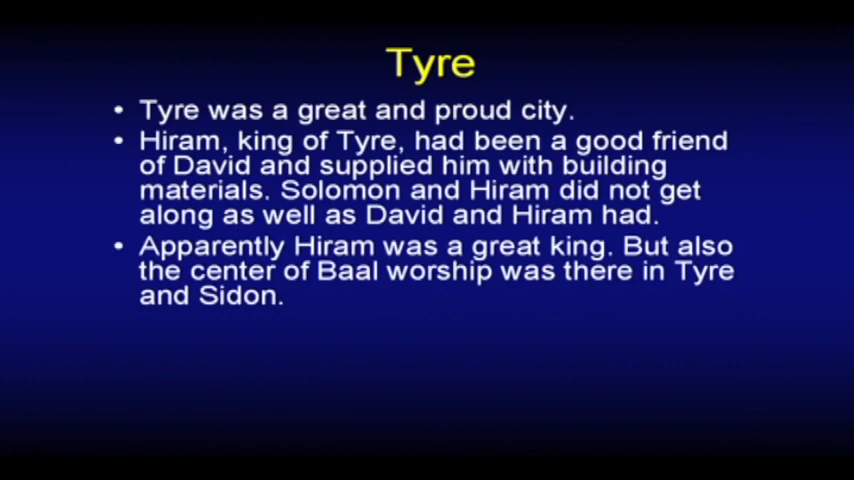 Tyre
• Tyre was a great and proud city.
• Hiram, king of Tyre, had been a good friend
of David and supplied him with building
materials. Solomon and Hiram did not get
along as well as David and Hiram had.
• Apparently Hiram was a great king. But also
the center of Baal worship was there in Tyre
and Sidon.